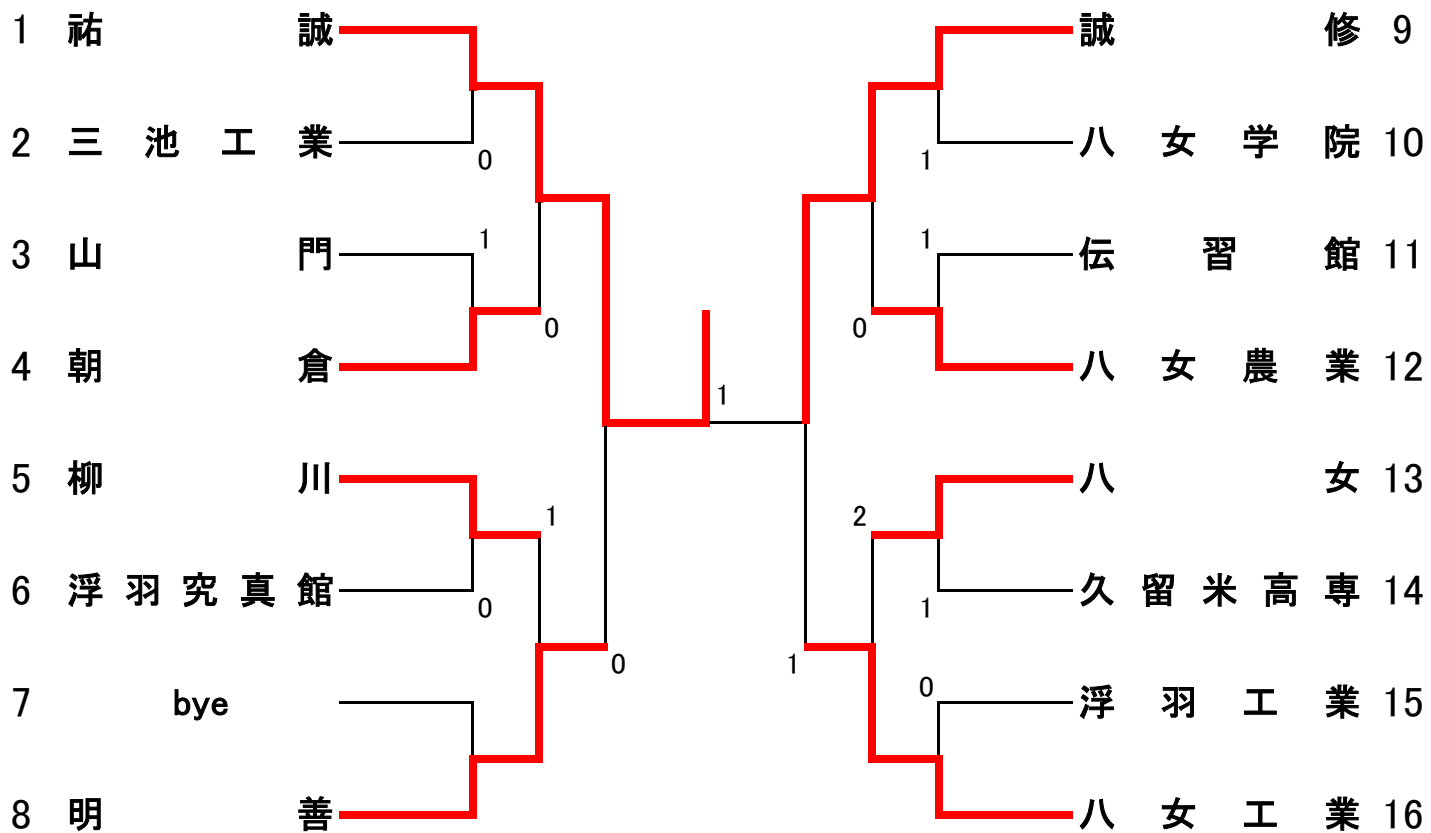 1 祐誠
誠修 9
2 三池工業
0
1
八女学院 10
3 山門
1
1
伝習館 11
0
0
4 朝倉
1
八女農業 12
5 柳川
1
2
八女 13
6 浮羽究真館
0
1
久留米高専 14
0
1
7 bye
0
浮羽工業 15
8 明善
八女工業 16